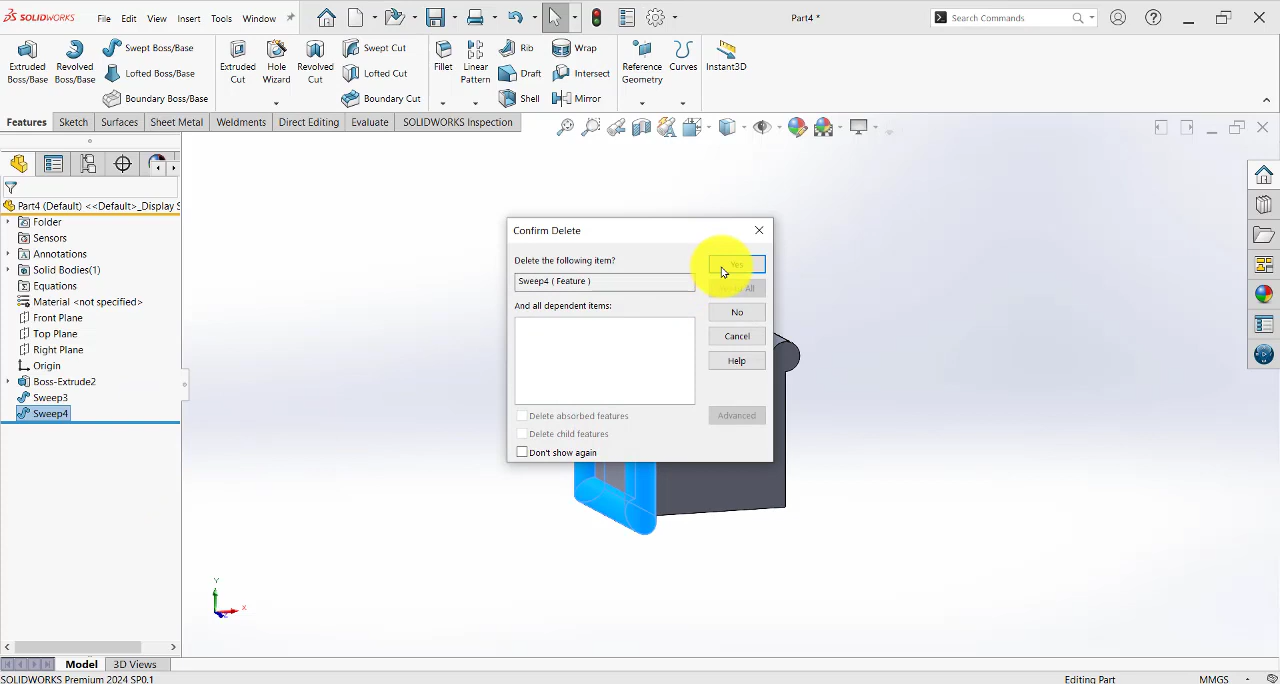 SOLIDWORKS File Edit View Insert Tools Window Part4 * Search Commands
Extruded Boss/Base
Revolved Boss/Base
Swept Boss/Base
Lofted Boss/Base
Boundary Boss/Base
Extruded Cut
Hole Wizard
Revolved Cut
Swept Cut
Lofted Cut
Boundary Cut
Fillet
Linear Pattern
Rib
Draft
Shell
Wrap
Intersect
Mirror
Reference Geometry
Curves
Instant3D
Features Sketch Surfaces Sheet Metal Weldments Direct Editing Evaluate SOLIDWORKS Inspection
Part4 (Default) <<Default>_Display S
Folder
Sensors
Annotations
Bodies(1)
Equations
Material <not specified>
Front Plane
Top Plane
Right Plane
Origin
Boss-Extrude2
Sweep3
Sweep4
Confirm Delete
Delete the following item?
Yes
Sweep4 ( Feature )
And all dependent items:
No
Cancel
Help
Delete absorbed features
Advanced
Delete child features
Don't show again
Y
X
Model 3D Views
SOLIDWORKS Premium 2024 SP0.1 Editing Part MMGS